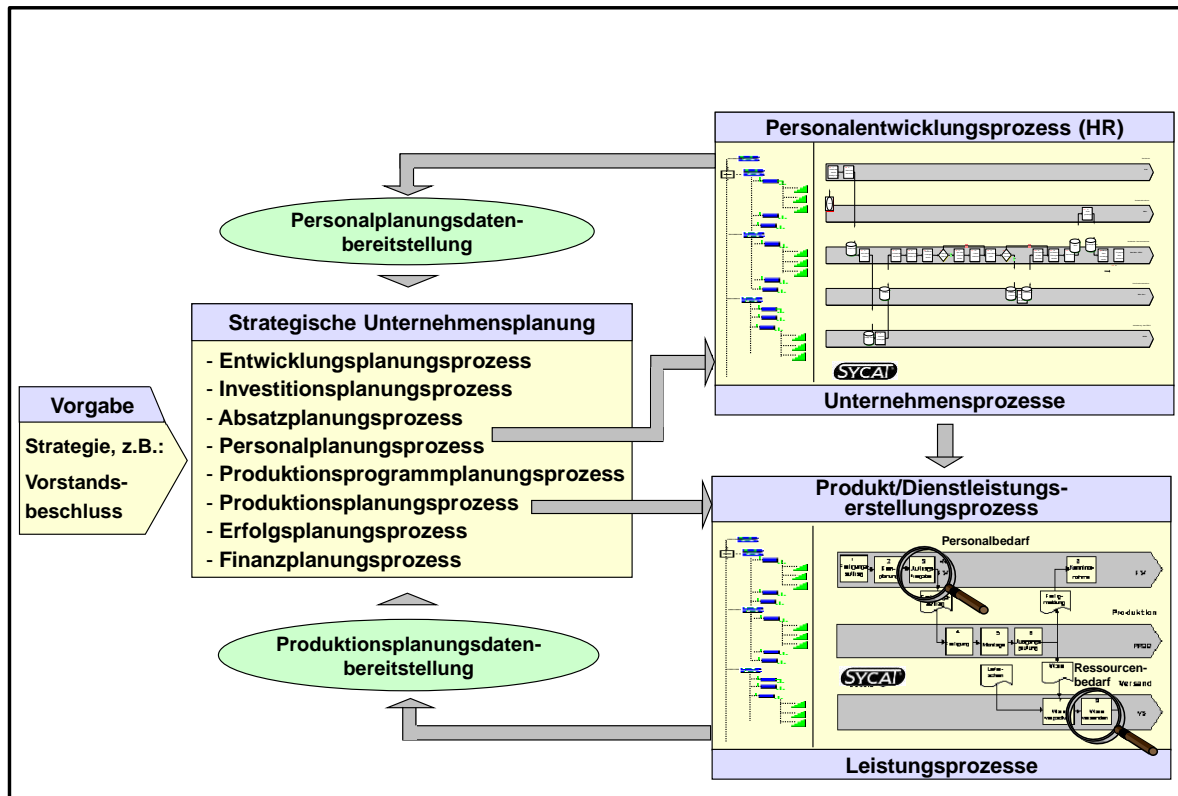 Personalentwicklungsprozess (HR)
SYCAT
Unternehmensprozesse
Personalplanungsdaten-
bereitstellung
Strategische Unternehmensplanung
- Entwicklungsplanungsprozess
- Investitionsplanungsprozess
- Absatzplanungsprozess
- Personalplanungsprozess
- Produktionsprogrammplanungsprozess
- Produktionsplanungsprozess
- Erfolgsplanungsprozess
- Finanzplanungsprozess
Vorgabe
Strategie, z.B.:
Vorstands-
beschluss
Produktionsplanungsdaten-
bereitstellung
Produkt/Dienstleistungs-
erstellungsprozess
Personalbedarf
Produktion
Montage
SYCAT
Ressourcen-
bedarf
Versand
Leistungsprozesse